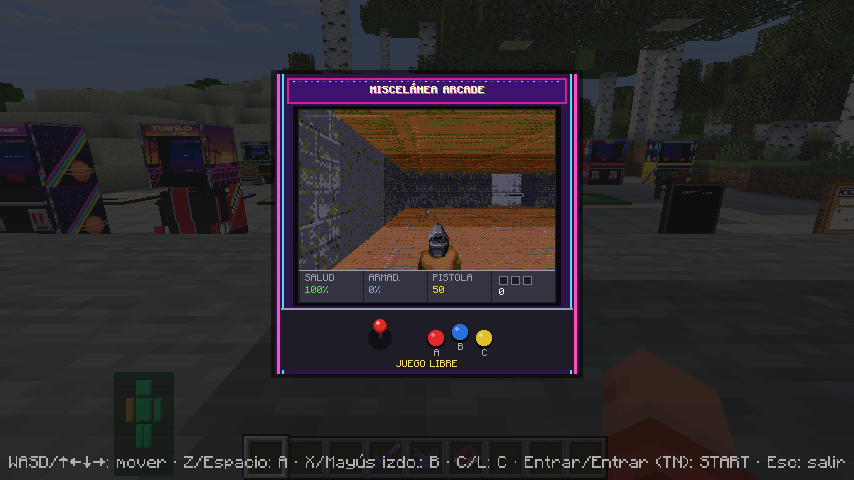 MISCELÁNEA ARCADE
TURBO
SALUD
100%
ARMAD.
0%
PISTOLA
50
0
A
B
C
JUEGO LIBRE
WASD/↑←↓→: mover · Z/Espacio: A · X/Mayús izdo.: B · C/L: C · Entrar/Entrar (TN): START · Esc: salir